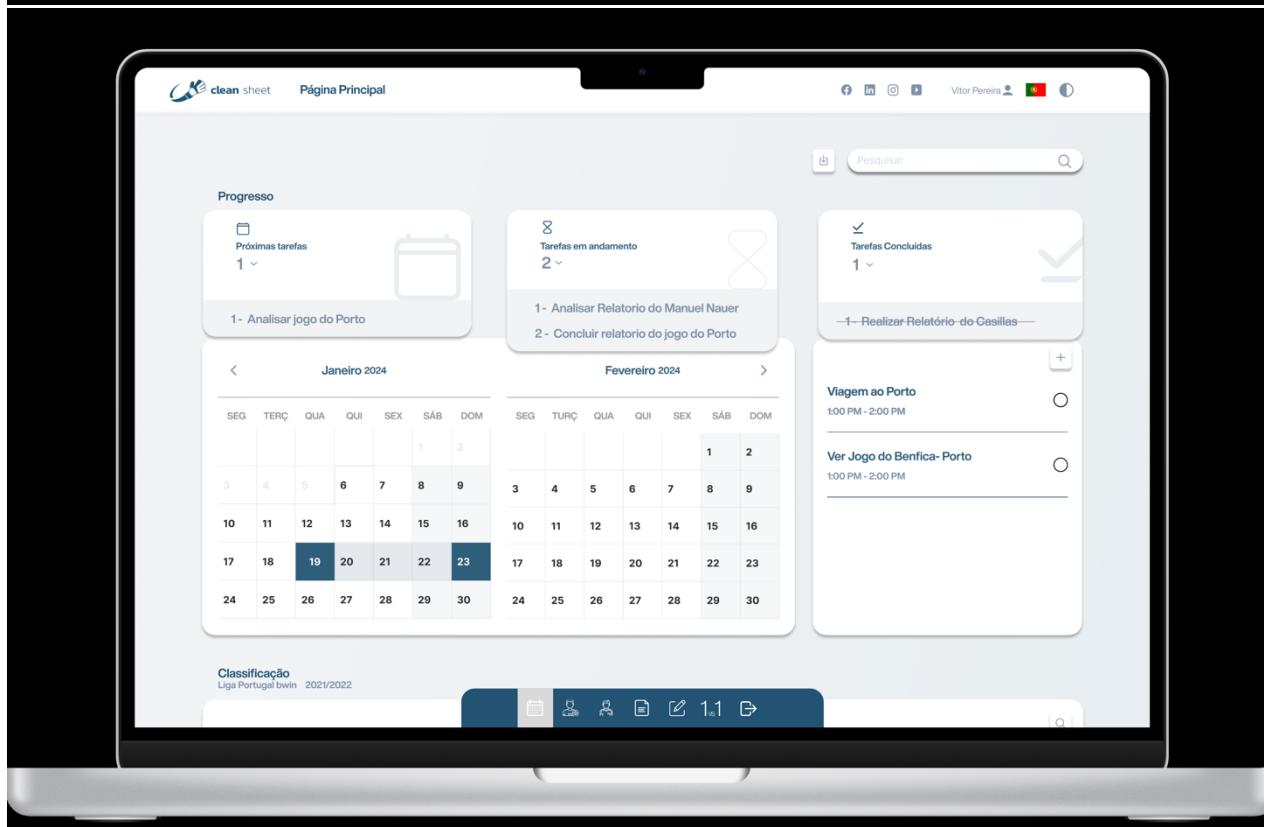 clean sheet Página Principal Vitor Pereira
Pesquisar
Progresso
Próximas tarefas
1
1- Analisar jogo do Porto
Tarefas em andamento
2
1- Analisar Relatorio do Manuel Nauer
2- Concluir relatorio do jogo do Porto
Tarefas Concluidas
1
1- Realizar Relatório do Casillas
Janeiro 2024
SEG TERÇ QUA QUI SEX SÁB DOM
1 2
3 4 5 6 7 8 9
10 11 12 13 14 15 16
17 18 19 20 21 22 23
24 25 26 27 28 29 30
Fevereiro 2024
SEG TURÇ QUA QUI SEX SÁB DOM
1 2
3 4 5 6 7 8 9
10 11 12 13 14 15 16
17 18 19 20 21 22 23
24 25 26 27 28 29 30
+
Viagem ao Porto
1:00 PM - 2:00 PM
Ver Jogo do Benfica- Porto
1:00 PM - 2:00 PM
Classificação
Liga Portugal bwin 2021/2022
1vs1